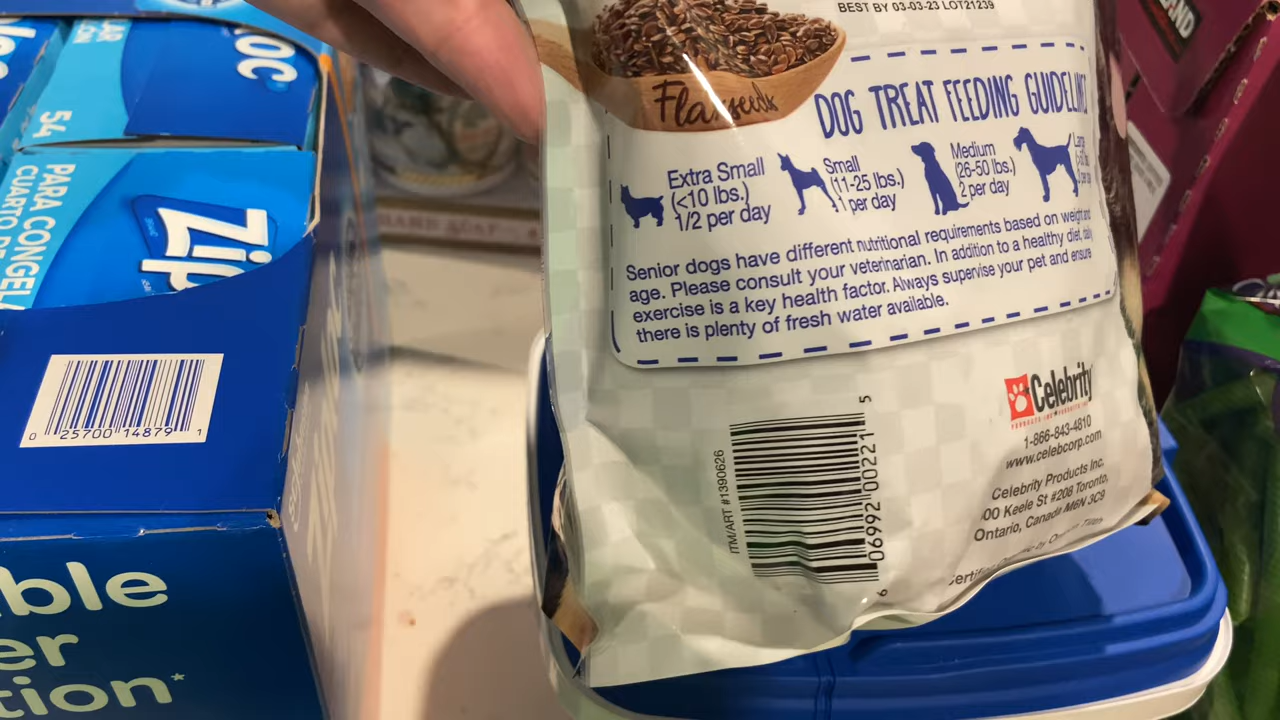 BEST BY 03-03-23 LOT21239
Flaxseeds
DOG TREAT FEEDING
Extra Small
(<10 lbs.)
1/2 per day
Small
(11-25 lbs.)
1 per day
Medium
(26-50 lbs.)
2 per day
Senior dogs have different nutritional requirements based on weight and
age. Please consult your veterinarian. In addition to a healthy diet, daily
exercise is a key health factor. Always supervise your pet and ensure
there is plenty of fresh water available.
ITM/ART #1390626
6 06992 00221 5
Celebrity
1-866-843-4810
www.celebcorp.com
Celebrity Products Inc.
Keele St #208 Toronto,
Ontario, Canada M6N 3C9
54
PARA
CUARTO
Zip
0 25700 14879 1